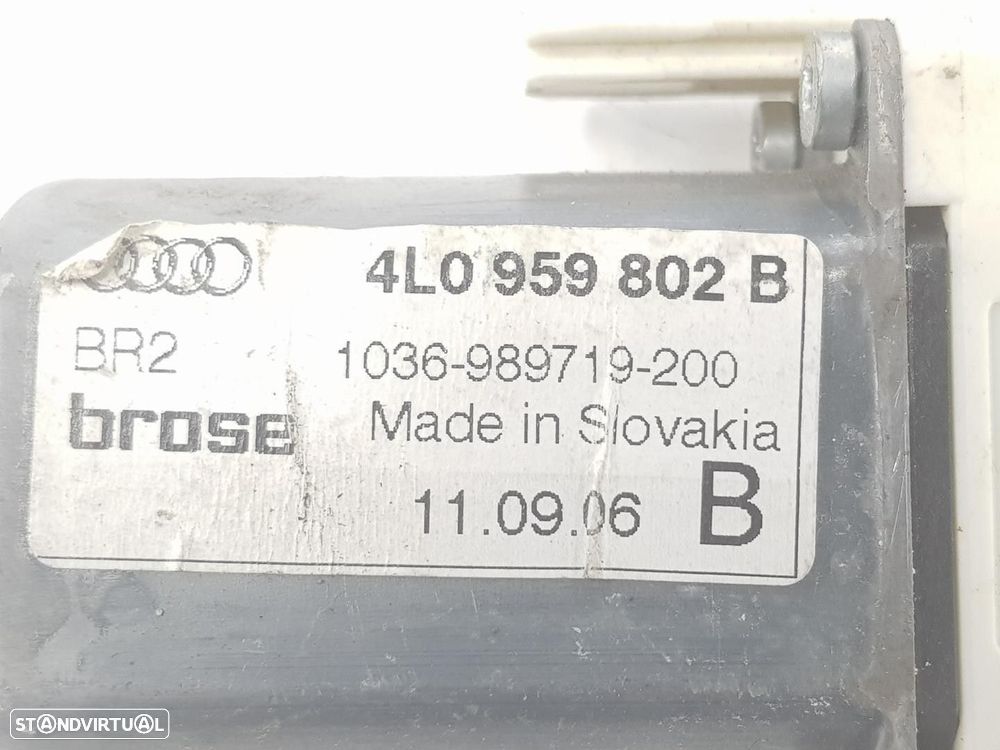 4L0 959 802 B
BR2 1036-989719-200
brose Made in Slovakia
11.09.06 B
STANDVIRTUAL